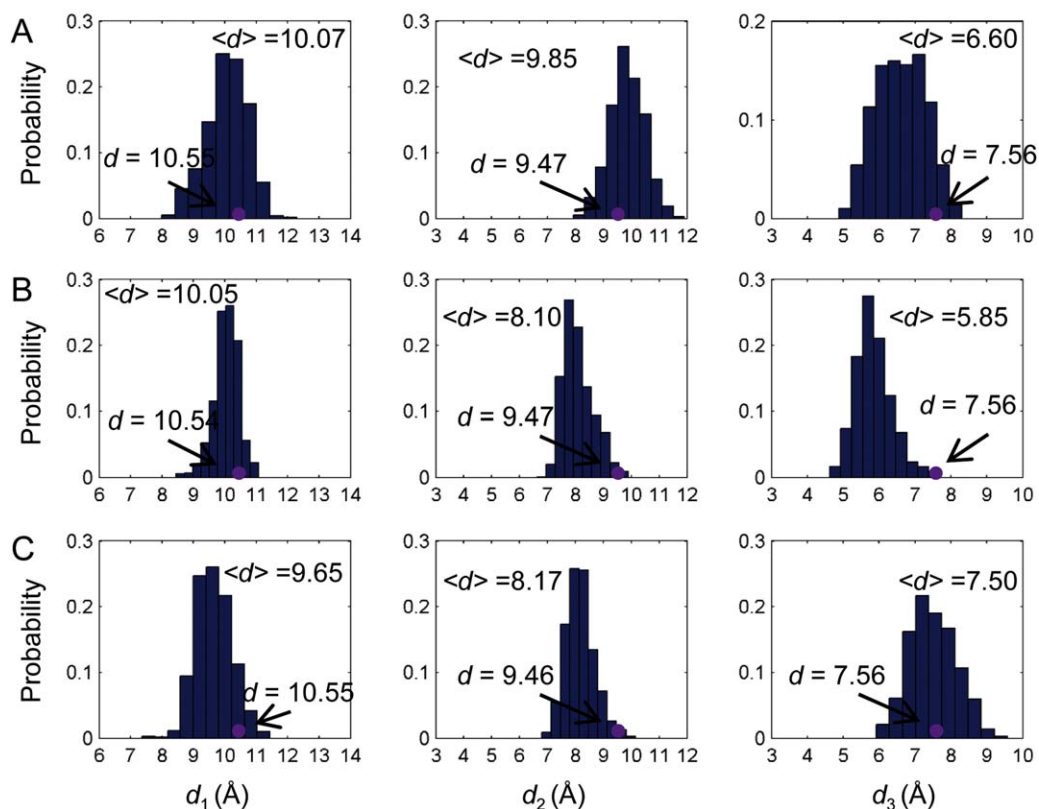 A
Probability
0.3
0.2
0.1
0
<d> =10.07
d = 10.55
6 7 8 9 10 11 12 13 14
0.3
0.2
0.1
0
<d> =9.85
d = 9.47
3 4 5 6 7 8 9 10 11 12
0.2
0.1
0
<d> =6.60
d = 7.56
3 4 5 6 7 8 9 10
B
Probability
0.3
0.2
0.1
0
<d> =10.05
d = 10.54
6 7 8 9 10 11 12 13 14
0.3
0.2
0.1
0
<d> =8.10
d = 9.47
3 4 5 6 7 8 9 10 11 12
0.3
0.2
0.1
0
<d> =5.85
d = 7.56
3 4 5 6 7 8 9 10
C
Probability
0.3
0.2
0.1
0
<d> =9.65
d = 10.55
6 7 8 9 10 11 12 13 14
d1 (Å)
0.3
0.2
0.1
0
<d> =8.17
d = 9.46
3 4 5 6 7 8 9 10 11 12
d2 (Å)
0.3
0.2
0.1
0
<d> =7.50
d = 7.56
3 4 5 6 7 8 9 10
d3 (Å)